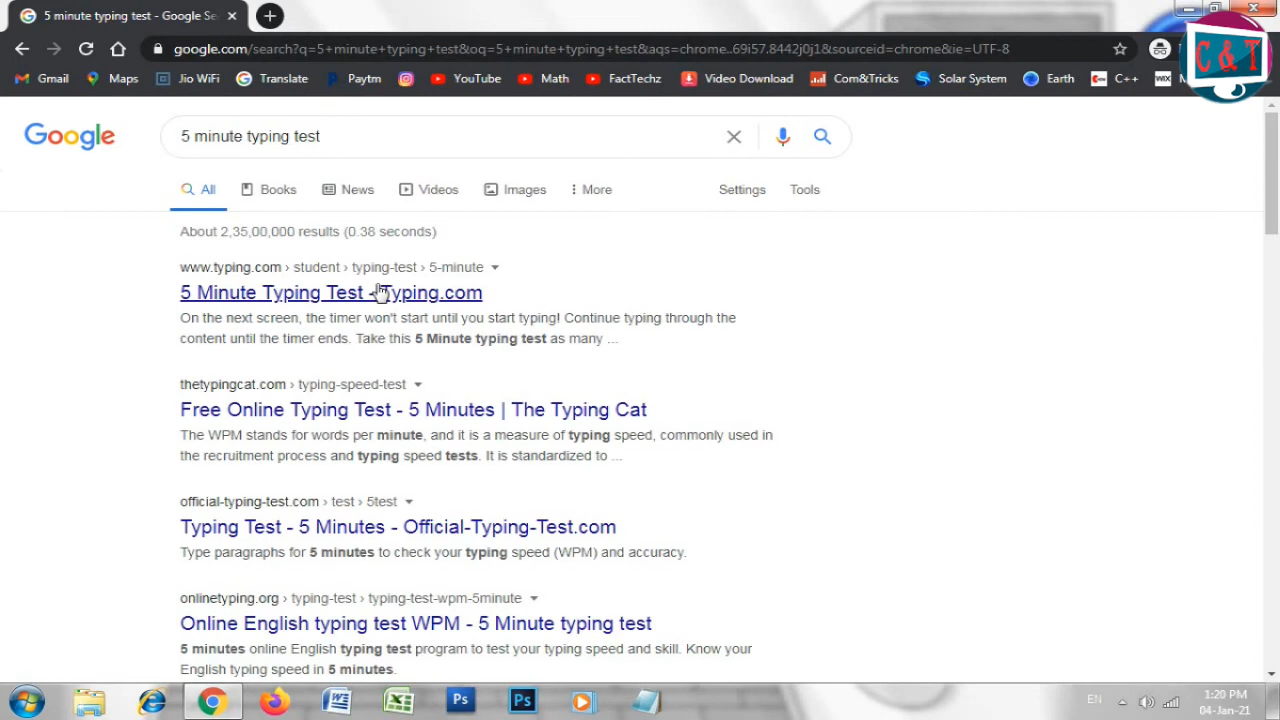 5 minute typing test - Google Se
google.com/search?q=5+minute+typing+test&oq=5+minute+typing+test&aqs=chrome..69i57.8442j0j1&sourceid=chrome&ie=UTF-8
Gmail Maps Jio WiFi Translate Paytm YouTube Math FactTechz Video Download Com&Tricks Solar System Earth C++ WIX
C & T
Google 5 minute typing test
All Books News Videos Images More Settings Tools
About 2,35,00,000 results (0.38 seconds)
www.typing.com › student › typing-test › 5-minute
5 Minute Typing Test - Typing.com
On the next screen, the timer won't start until you start typing! Continue typing through the
content until the timer ends. Take this 5 Minute typing test as many ...
thetypingcat.com › typing-speed-test
Free Online Typing Test - 5 Minutes | The Typing Cat
The WPM stands for words per minute, and it is a measure of typing speed, commonly used in
the recruitment process and typing speed tests. It is standardized to ...
official-typing-test.com › test › 5test
Typing Test - 5 Minutes - Official-Typing-Test.com
Type paragraphs for 5 minutes to check your typing speed (WPM) and accuracy.
onlinetyping.org › typing-test › typing-test-wpm-5minute
Online English typing test WPM - 5 Minute typing test
5 minutes online English typing test program to test your typing speed and skill. Know your
English typing speed in 5 minutes.
Ps Ps EN 1:20 PM
04-Jan-21